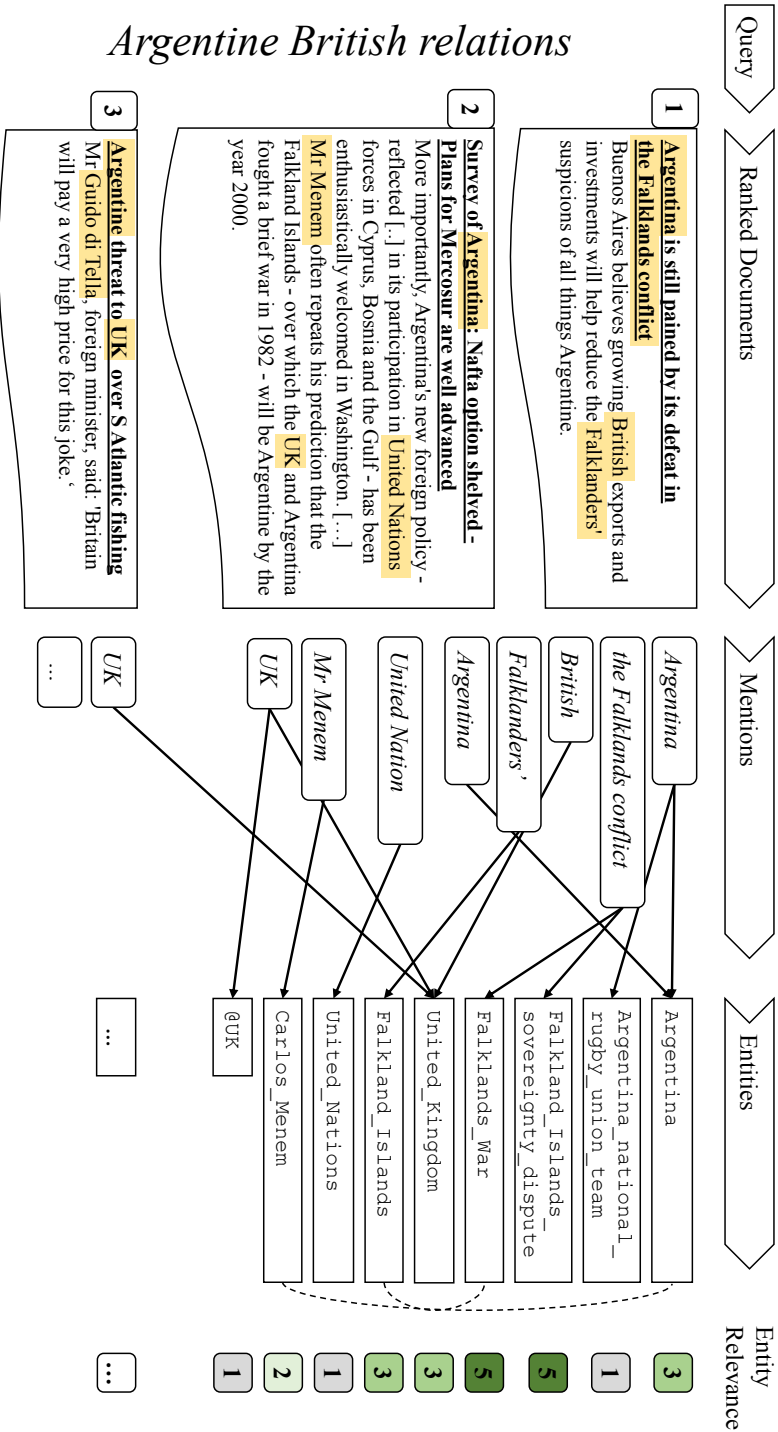 Query
Ranked Documents
Mentions
Entities
Entity
Relevance
Argentine British relations
1
Argentina is still pained by its defeat in
the Falklands conflict
Buenos Aires believes growing British exports and
investments will help reduce the Falklanders'
suspicions of all things Argentine.
2
Survey of Argentina: Nafta option shelved -
Plans for Mercosur are well advanced
More importantly, Argentina's new foreign policy -
reflected [..] in its participation in United Nations
forces in Cyprus, Bosnia and the Gulf - has been
enthusiastically welcomed in Washington. […]
Mr Menem often repeats his prediction that the
Falkland Islands - over which the UK and Argentina
fought a brief war in 1982 - will be Argentine by the
year 2000.
3
Argentine threat to UK over S Atlantic fishing
Mr Guido di Tella, foreign minister, said: 'Britain
will pay a very high price for this joke.‘
Argentina
the Falklands conflict
British
Falklanders’
Argentina
United Nation
Mr Menem
UK
UK
...
Argentina
Argentina_national_
rugby_union_team
Falkland_Islands_
sovereignty_dispute
Falklands_War
United_Kingdom
Falkland_Islands
United_Nations
Carlos_Menem
@UK
...
3
1
5
5
3
3
1
2
1
...